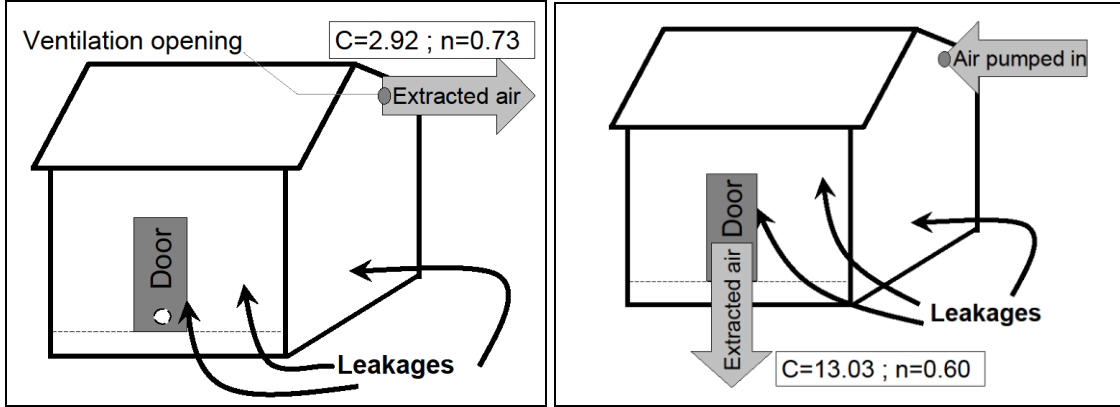 Ventilation opening
C=2.92 ; n=0.73
Extracted air
Door
Leakages
Air pumped in
Door
Extracted air
Leakages
C=13.03 ; n=0.60